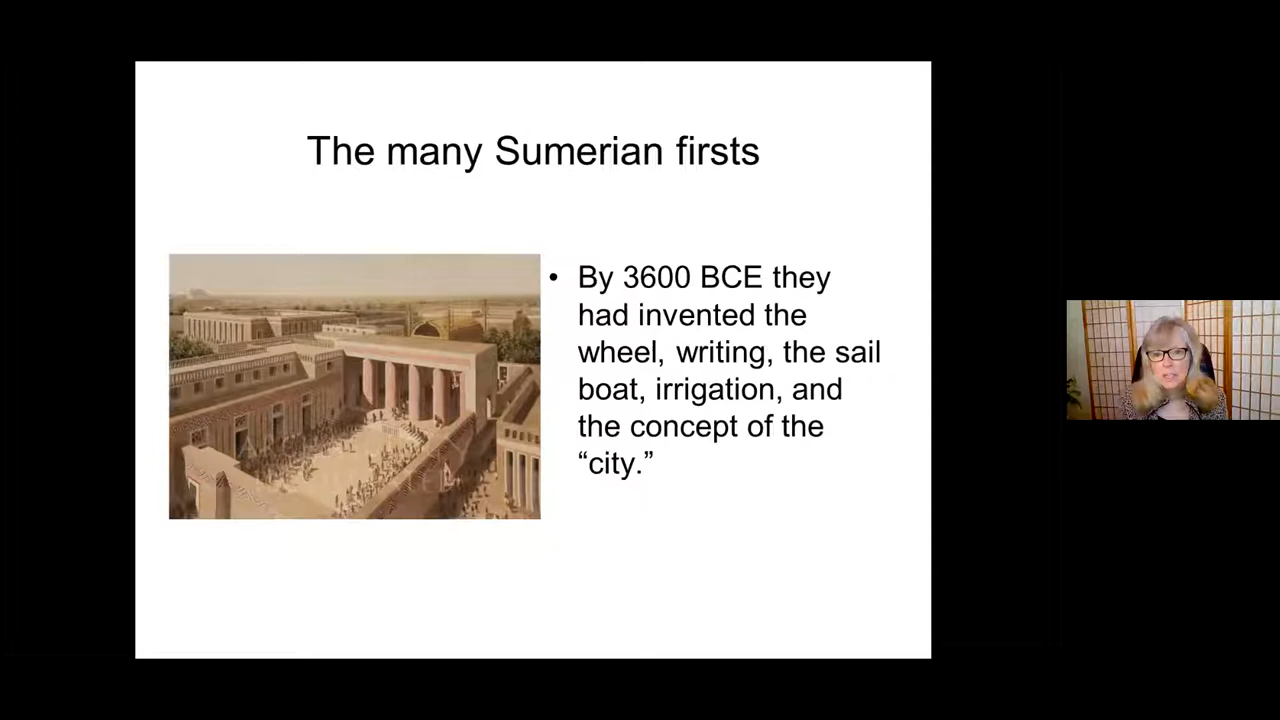 The many Sumerian firsts
• By 3600 BCE they
had invented the
wheel, writing, the sail
boat, irrigation, and
the concept of the
“city.”